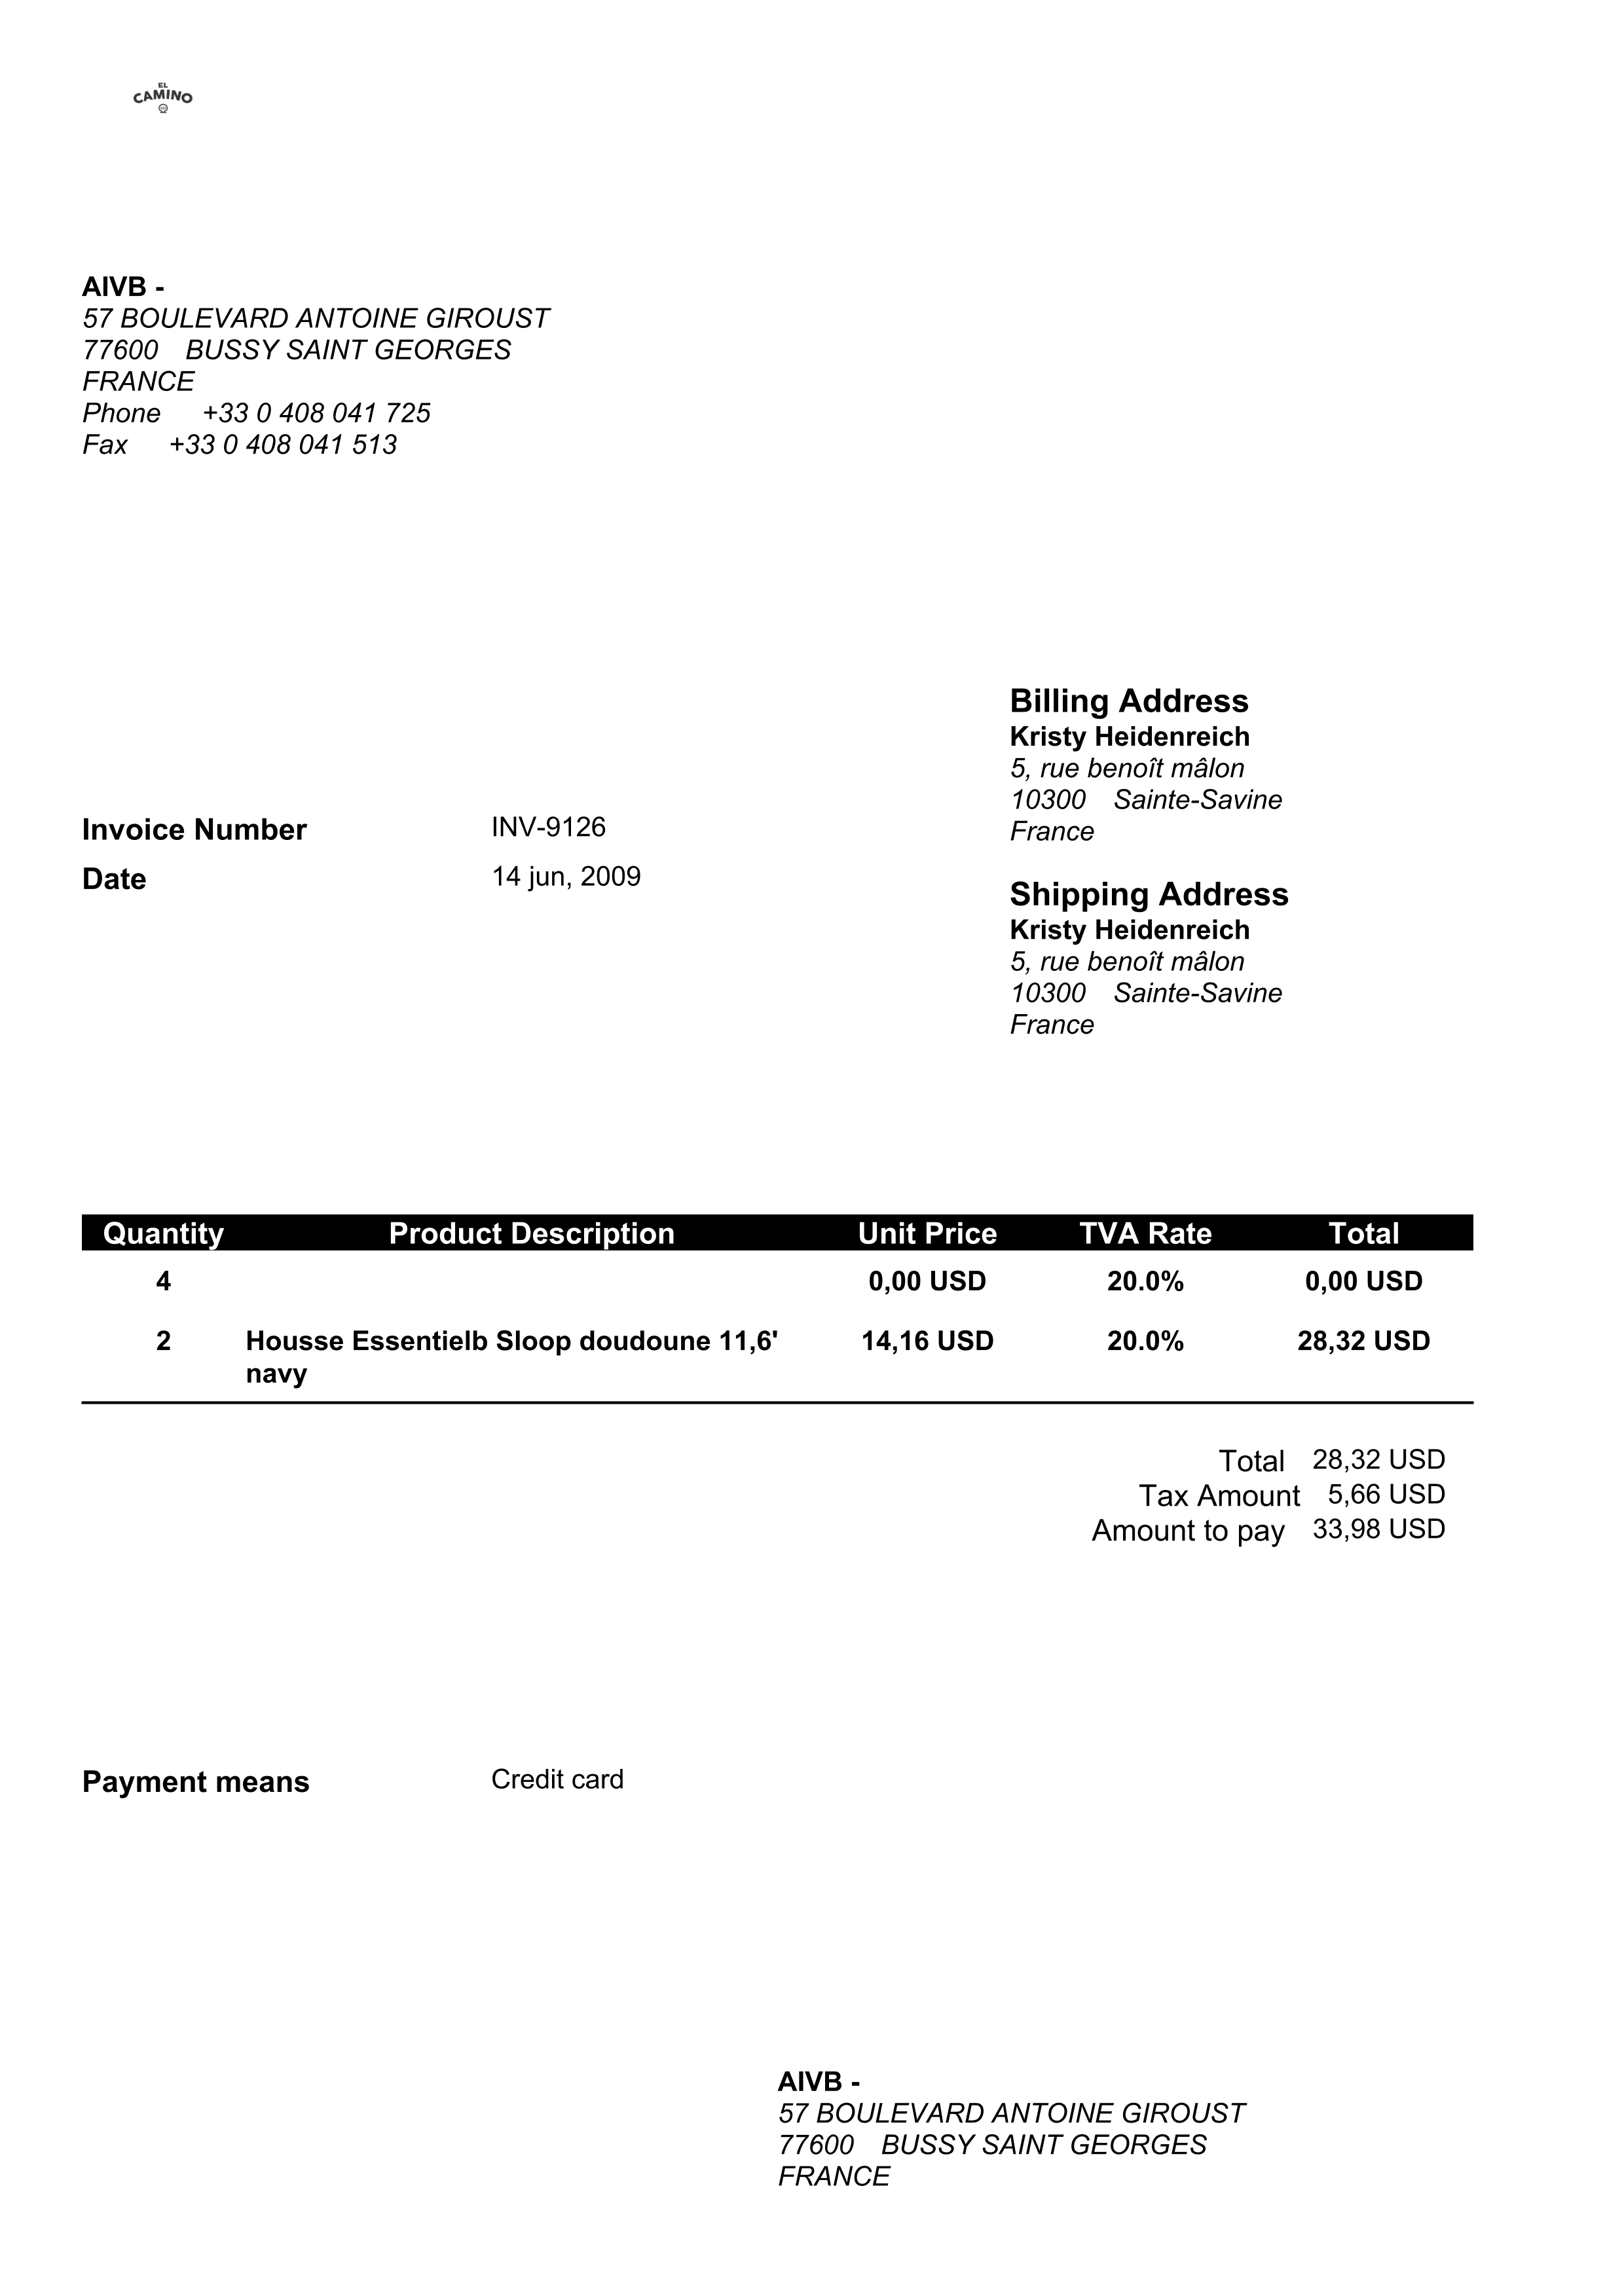 EL
CAMINO
AIVB -
57 BOULEVARD ANTOINE GIROUST
77600 BUSSY SAINT GEORGES
FRANCE
Phone +33 0 408 041 725
Fax +33 0 408 041 513
Billing Address
Kristy Heidenreich
5, rue benoît mâlon
10300 Sainte-Savine
France
Invoice Number INV-9126
Date 14 jun, 2009
Shipping Address
Kristy Heidenreich
5, rue benoît mâlon
10300 Sainte-Savine
France
Quantity Product Description Unit Price TVA Rate Total
4 0,00 USD 20.0% 0,00 USD
2 Housse Essentielb Sloop doudoune 11,6' 14,16 USD 20.0% 28,32 USD
navy
Total 28,32 USD
Tax Amount 5,66 USD
Amount to pay 33,98 USD
Payment means Credit card
AIVB -
57 BOULEVARD ANTOINE GIROUST
77600 BUSSY SAINT GEORGES
FRANCE